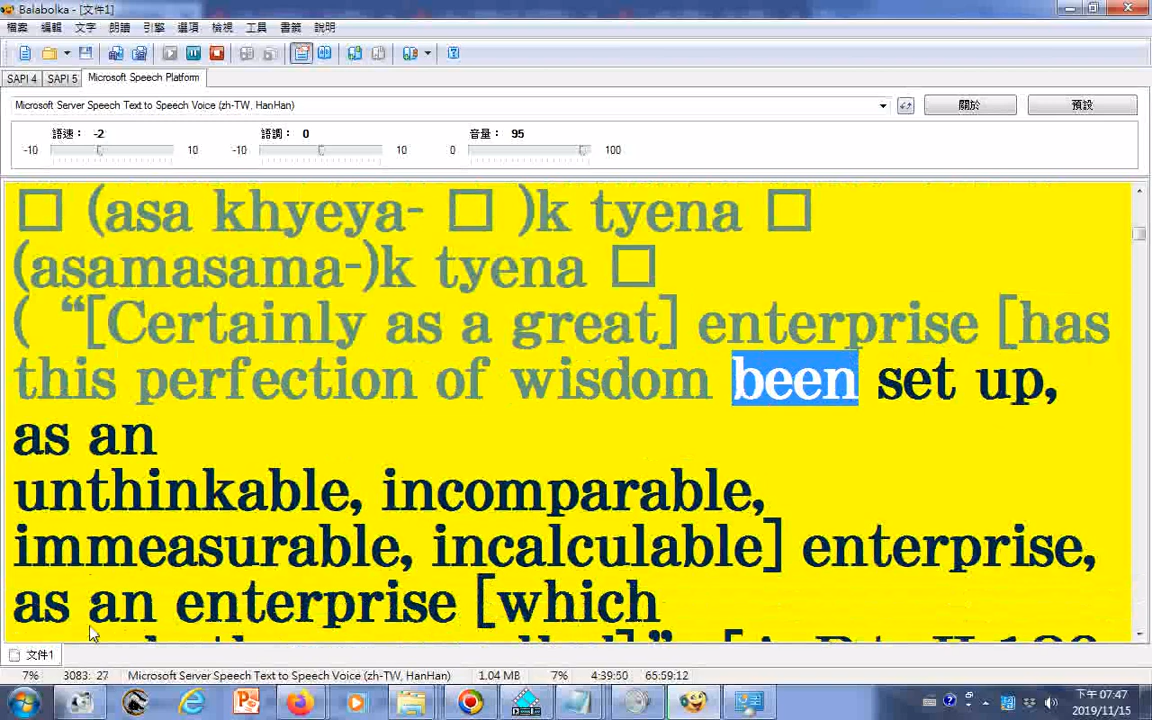 Balabolka - [文件1]
檔案 編輯 文字 朗讀 引擎 選項 檢視 工具 書籤 說明
SAPI 4 SAPI 5 Microsoft Speech Platform
Microsoft Server Speech Text to Speech Voice (zh-TW, HanHan) 關於 預設
語速： -2 語調： 0 音量： 95
-10 10 -10 10 0 100
□ (asa khyeya- □ )k tyena □
(asamasama-)k tyena □
( “[Certainly as a great] enterprise [has
this perfection of wisdom been set up,
as an
unthinkable, incomparable,
immeasurable, incalculable] enterprise,
as an enterprise [which
文件1
7% 3083: 27 Microsoft Server Speech Text to Speech Voice (zh-TW, HanHan) 1.04 MB 7% 4:39:50 65:59:12
下午 07:47
2019/11/15